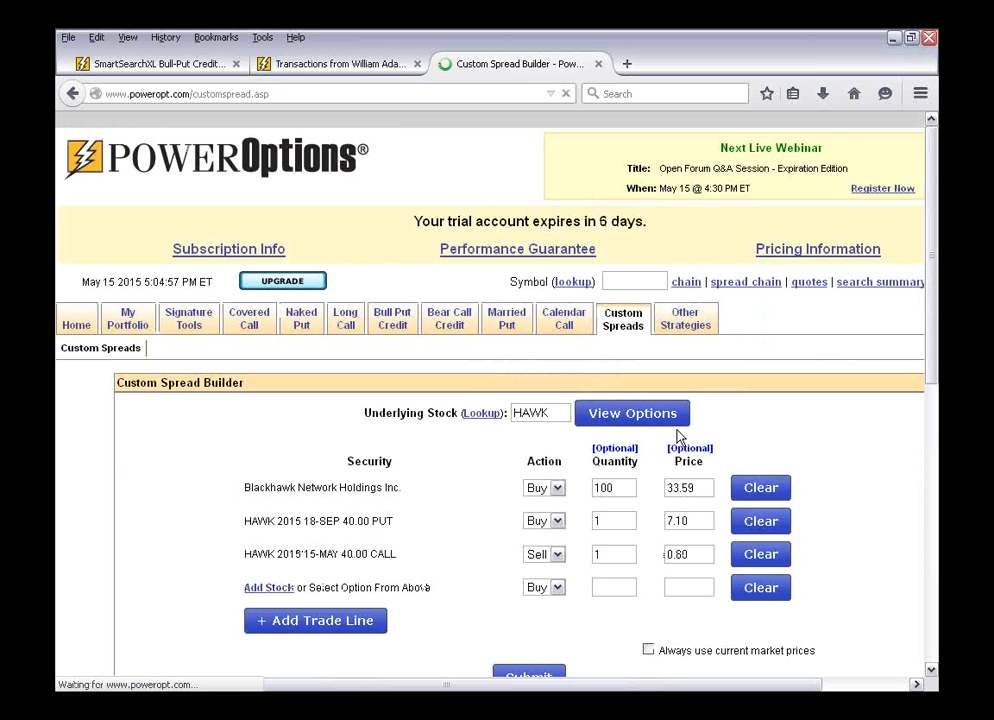 File Edit View History Bookmarks Tools Help
SmartSearchXL Bull-Put Credit... × Transactions from William Ada... × Custom Spread Builder - Pow... × +
www.poweropt.com/customspread.asp Search
POWEROptions®
Next Live Webinar
Title: Open Forum Q&A Session - Expiration Edition
When: May 15 @ 4:30 PM ET Register Now
Your trial account expires in 6 days.
Subscription Info Performance Guarantee Pricing Information
May 15 2015 5:04:57 PM ET UPGRADE Symbol (lookup) chain | spread chain | quotes | search summary
Home My Portfolio Signature Tools Covered Call Naked Put Long Call Bull Put Credit Bear Call Credit Married Put Calendar Call Custom Spreads Other Strategies
Custom Spreads
Custom Spread Builder
Underlying Stock (Lookup): HAWK View Options
[Optional] [Optional]
Security Action Quantity Price
Blackhawk Network Holdings Inc. Buy 100 33.59 Clear
HAWK 2015 18-SEP 40.00 PUT Buy 1 7.10 Clear
HAWK 2015 15-MAY 40.00 CALL Sell 1 0.80 Clear
Add Stock or Select Option From Above Buy Clear
+ Add Trade Line
Always use current market prices
Submit
Waiting for www.poweropt.com...